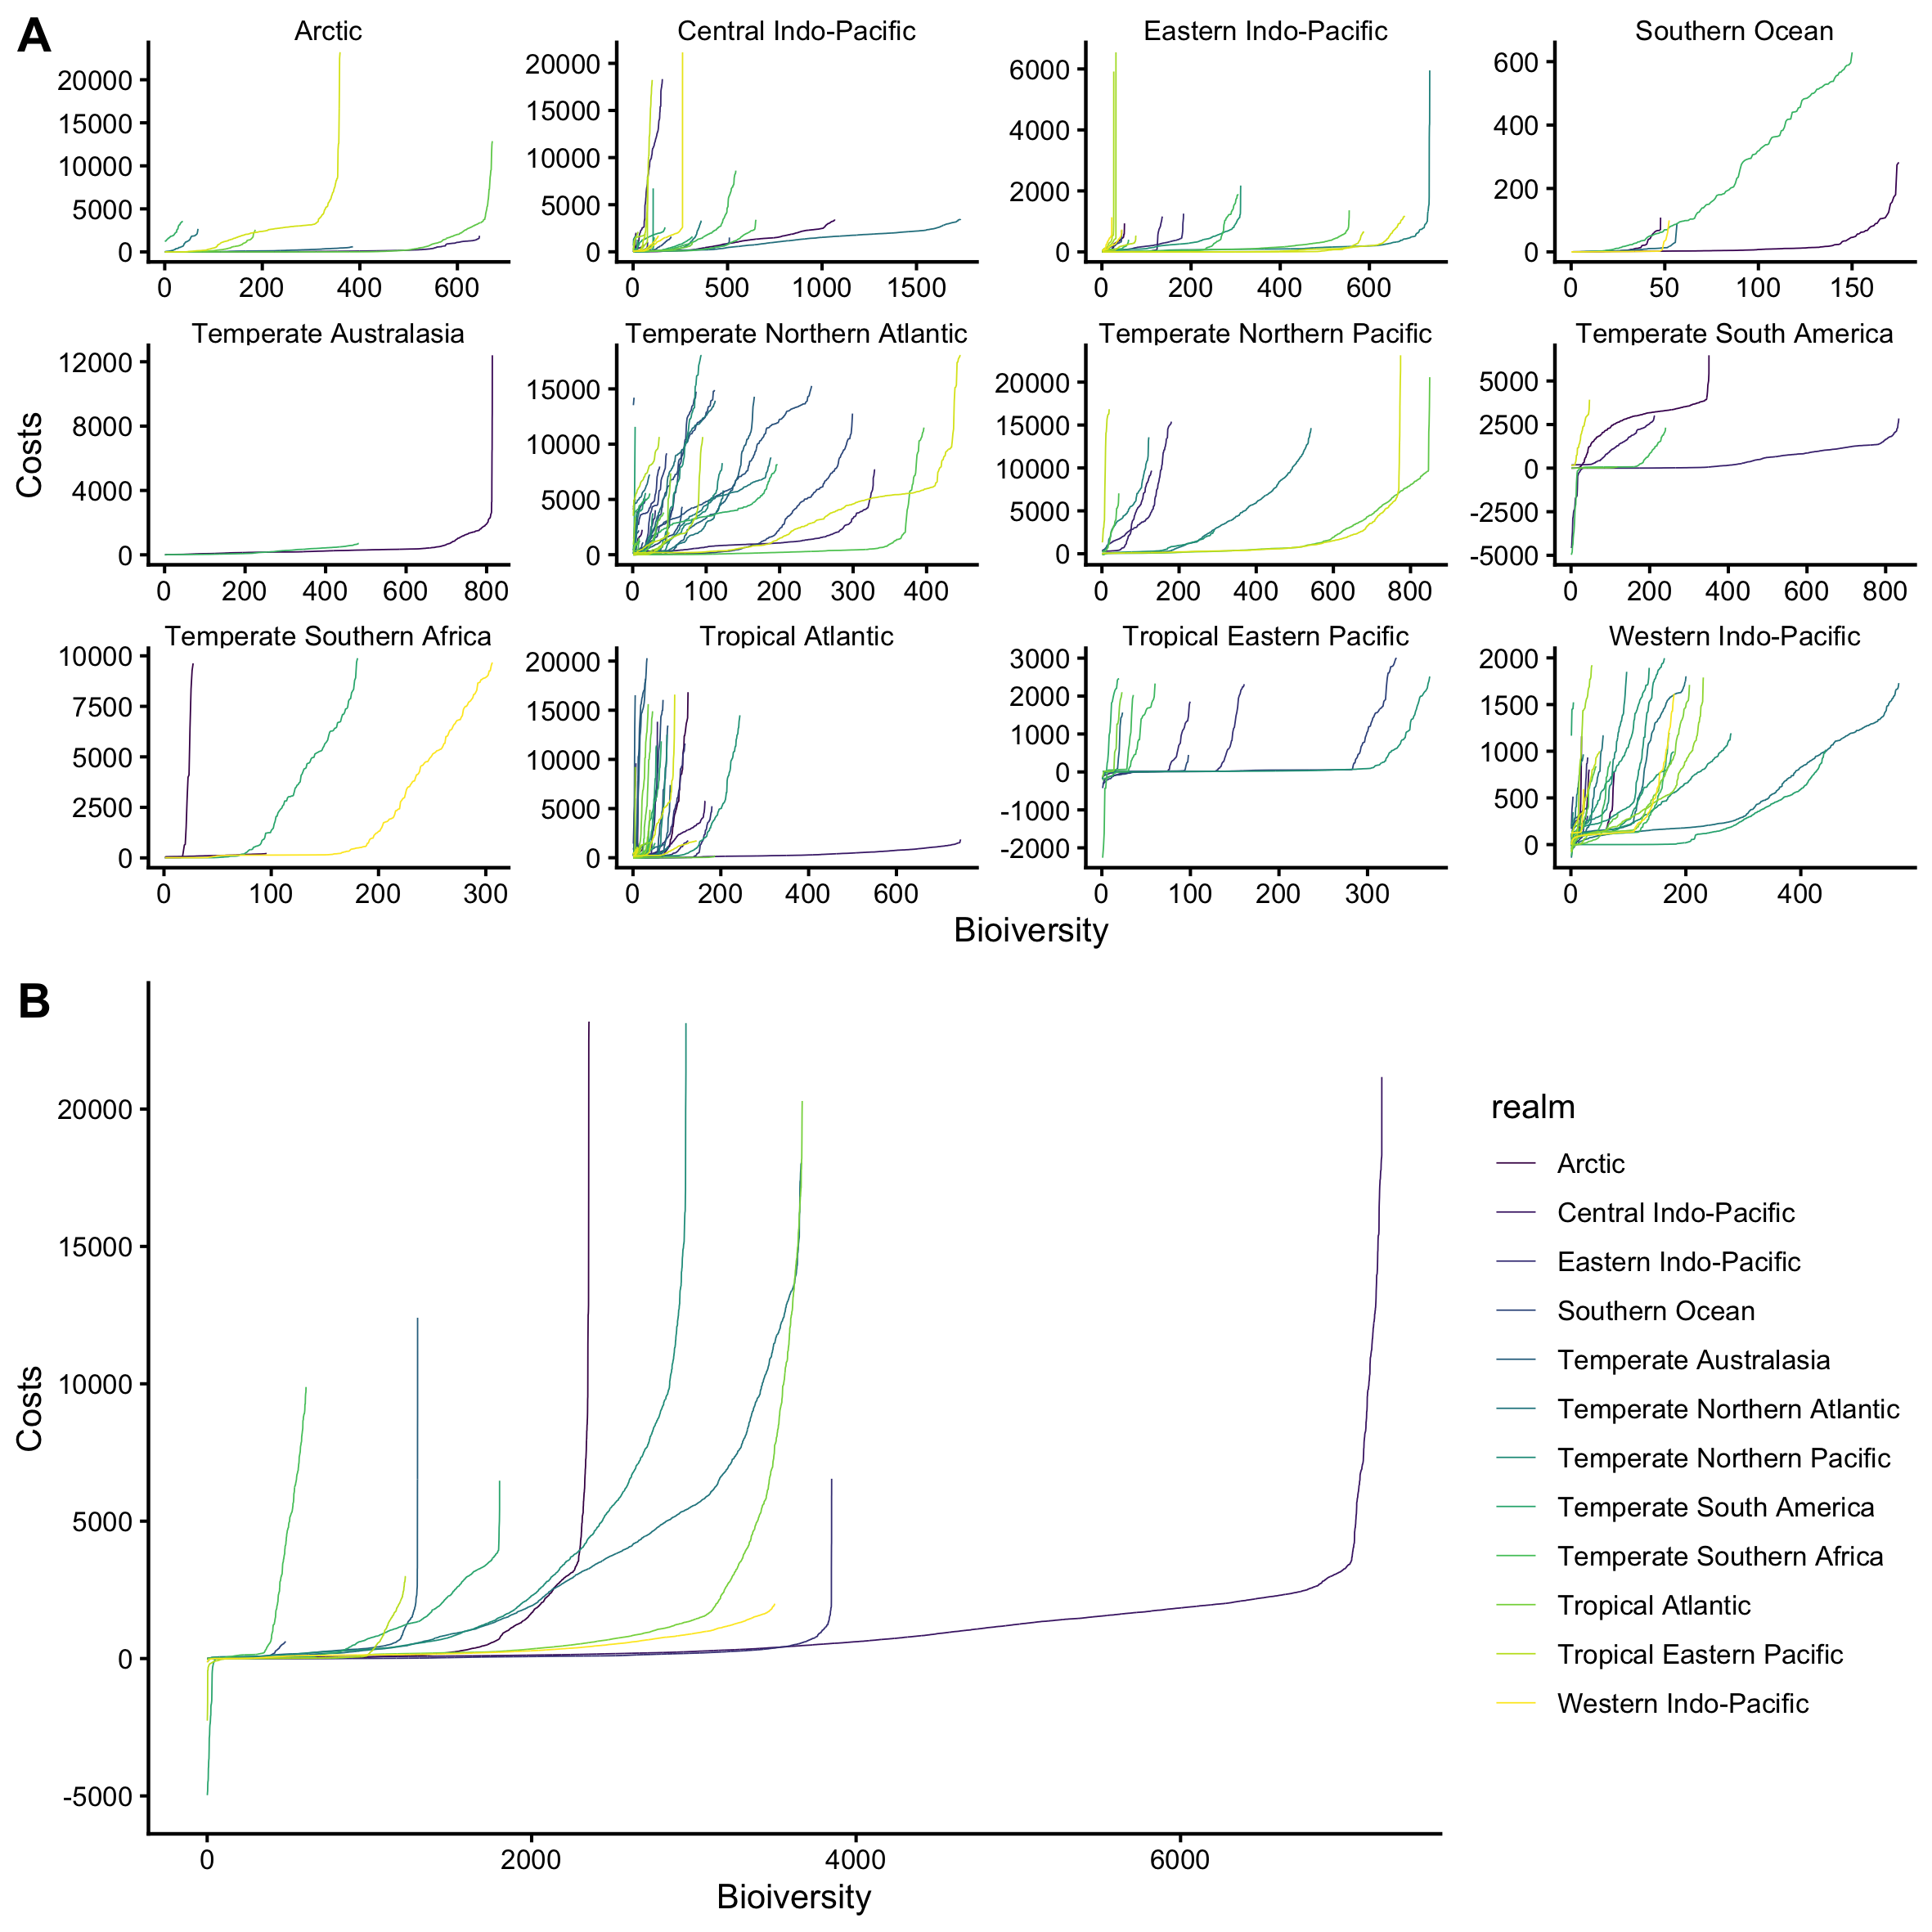 A
Arctic
Central Indo-Pacific
Eastern Indo-Pacific
Southern Ocean
20000
15000
10000
5000
0
0 200 400 600
20000
15000
10000
5000
0
0 500 1000 1500
6000
4000
2000
0
0 200 400 600
600
400
200
0
0 50 100 150
Temperate Australasia
Temperate Northern Atlantic
Temperate Northern Pacific
Temperate South America
Costs
12000
8000
4000
0
0 200 400 600 800
15000
10000
5000
0
0 100 200 300 400
20000
15000
10000
5000
0
0 200 400 600 800
5000
2500
0
-2500
-5000
0 200 400 600 800
Temperate Southern Africa
Tropical Atlantic
Tropical Eastern Pacific
Western Indo-Pacific
10000
7500
5000
2500
0
0 100 200 300
20000
15000
10000
5000
0
0 200 400 600
3000
2000
1000
0
-1000
-2000
0 100 200 300
2000
1500
1000
500
0
0 200 400
Bioiversity
B
Costs
20000
15000
10000
5000
0
-5000
0 2000 4000 6000
Bioiversity
realm
Arctic
Central Indo-Pacific
Eastern Indo-Pacific
Southern Ocean
Temperate Australasia
Temperate Northern Atlantic
Temperate Northern Pacific
Temperate South America
Temperate Southern Africa
Tropical Atlantic
Tropical Eastern Pacific
Western Indo-Pacific